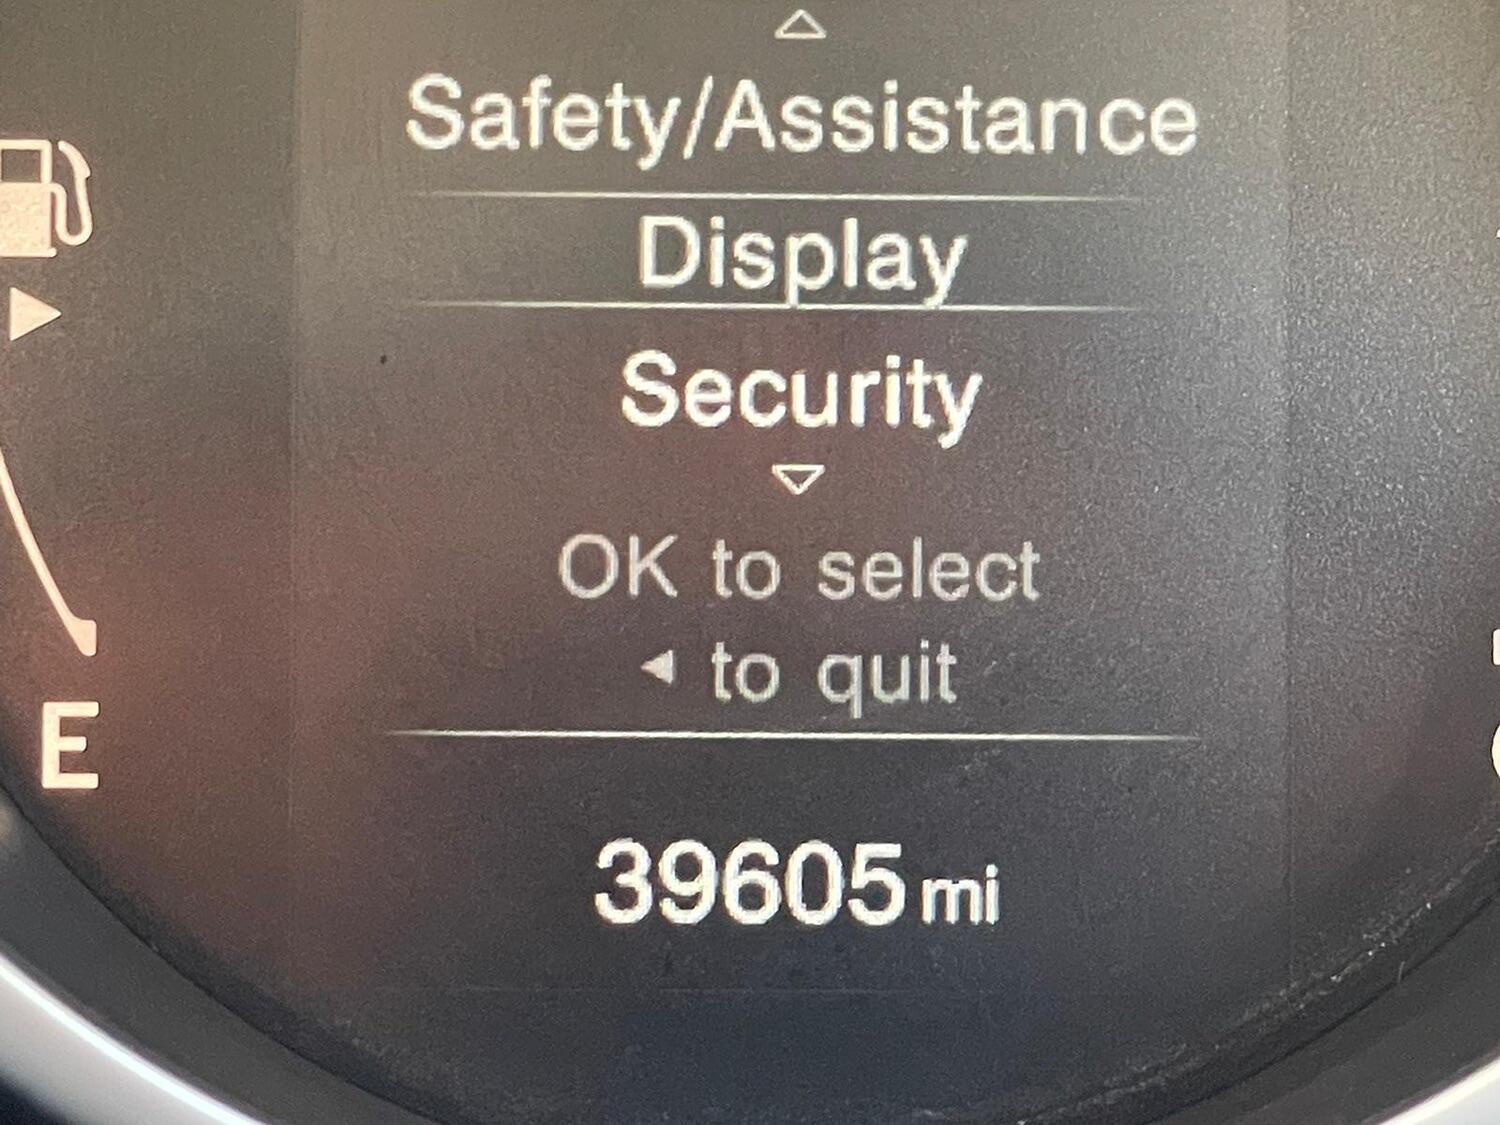 Safety/Assistance
Display
Security
OK to select
◄ to quit
E
39605 mi